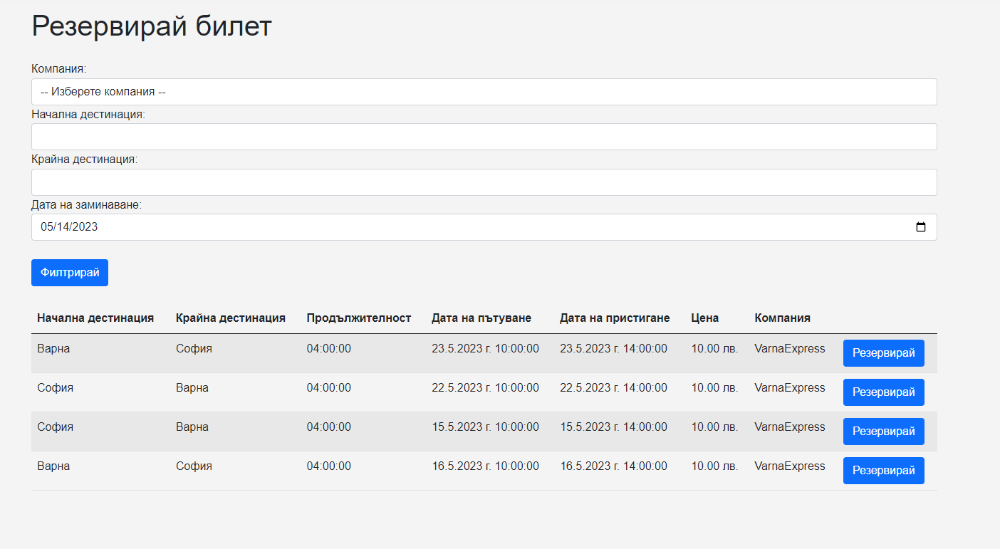 Резервирай билет
Компания:
-- Изберете компания --
Начална дестинация:
Крайна дестинация:
Дата на заминаване:
05/14/2023
Филтрирай
Начална дестинация Крайна дестинация Продължителност Дата на пътуване Дата на пристигане Цена Компания
Варна София 04:00:00 23.5.2023 г. 10:00:00 23.5.2023 г. 14:00:00 10.00 лв. VarnaExpress Резервирай
София Варна 04:00:00 22.5.2023 г. 10:00:00 22.5.2023 г. 14:00:00 10.00 лв. VarnaExpress Резервирай
София Варна 04:00:00 15.5.2023 г. 10:00:00 15.5.2023 г. 14:00:00 10.00 лв. VarnaExpress Резервирай
Варна София 04:00:00 16.5.2023 г. 10:00:00 16.5.2023 г. 14:00:00 10.00 лв. VarnaExpress Резервирай